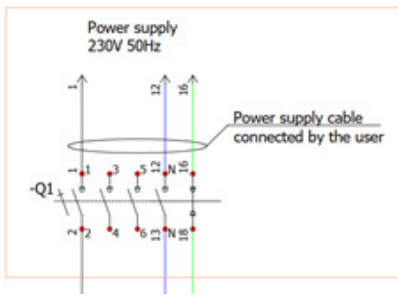 Power supply
230V 50Hz
1
12
16
Power supply cable
connected by the user
1
1
3
5
12
N
16
-Q1
2
2
4
6
13
N
18